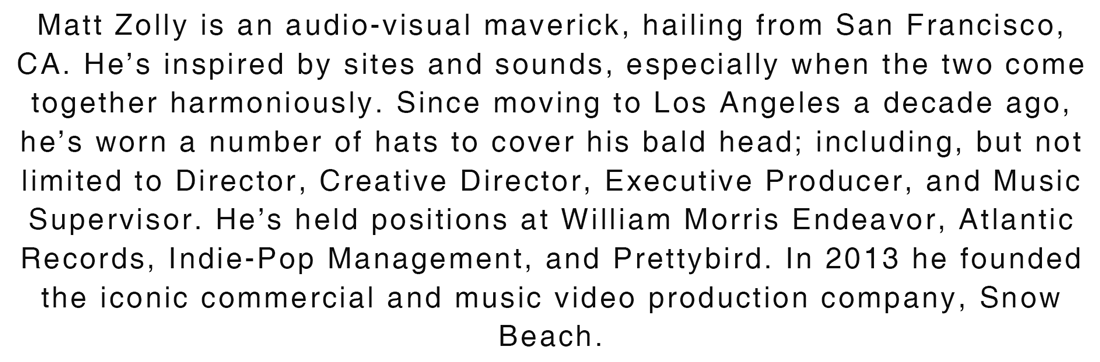 Matt Zolly is an audio-visual maverick, hailing from San Francisco,
CA. He’s inspired by sites and sounds, especially when the two come
together harmoniously. Since moving to Los Angeles a decade ago,
he’s worn a number of hats to cover his bald head; including, but not
limited to Director, Creative Director, Executive Producer, and Music
Supervisor. He’s held positions at William Morris Endeavor, Atlantic
Records, Indie-Pop Management, and Prettybird. In 2013 he founded
the iconic commercial and music video production company, Snow
Beach.